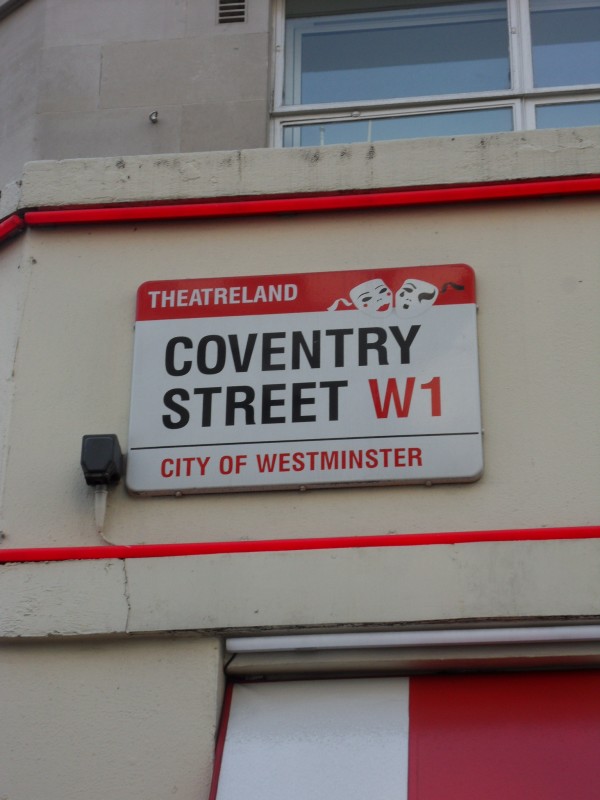 THEATRELAND
COVENTRY
STREET W1
CITY OF WESTMINSTER